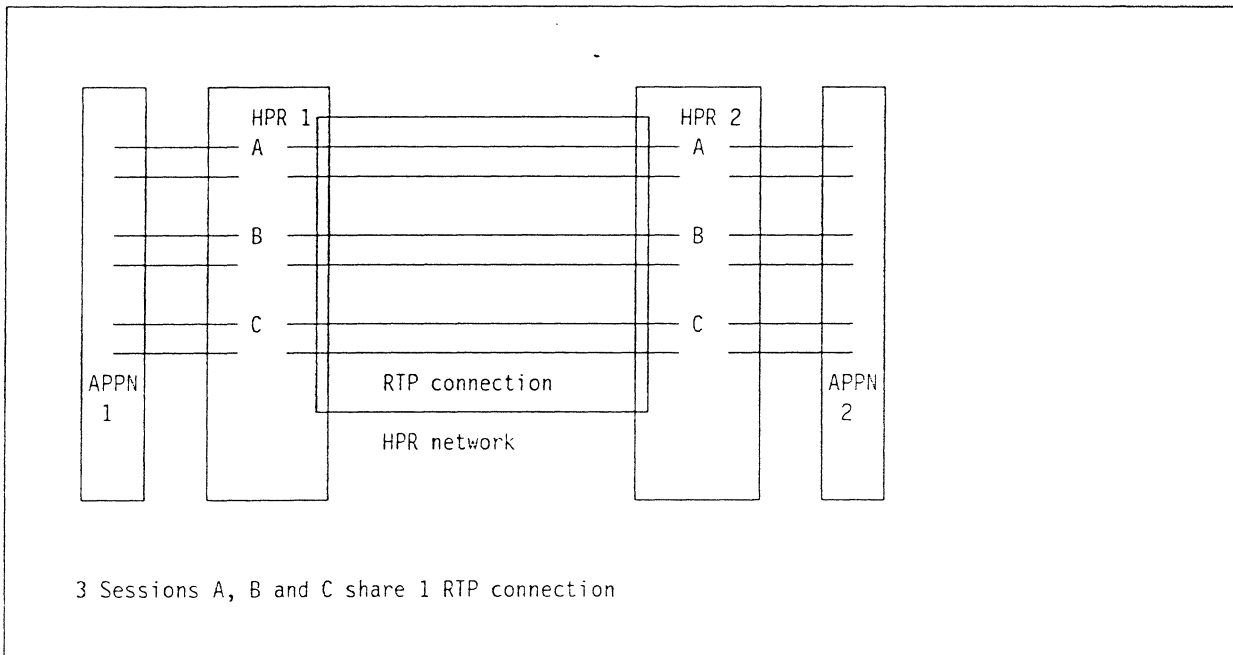 HPR 1
HPR 2
A
A
B
B
C
C
APPN
1
RTP connection
APPN
2
HPR network
3 Sessions A, B and C share 1 RTP connection